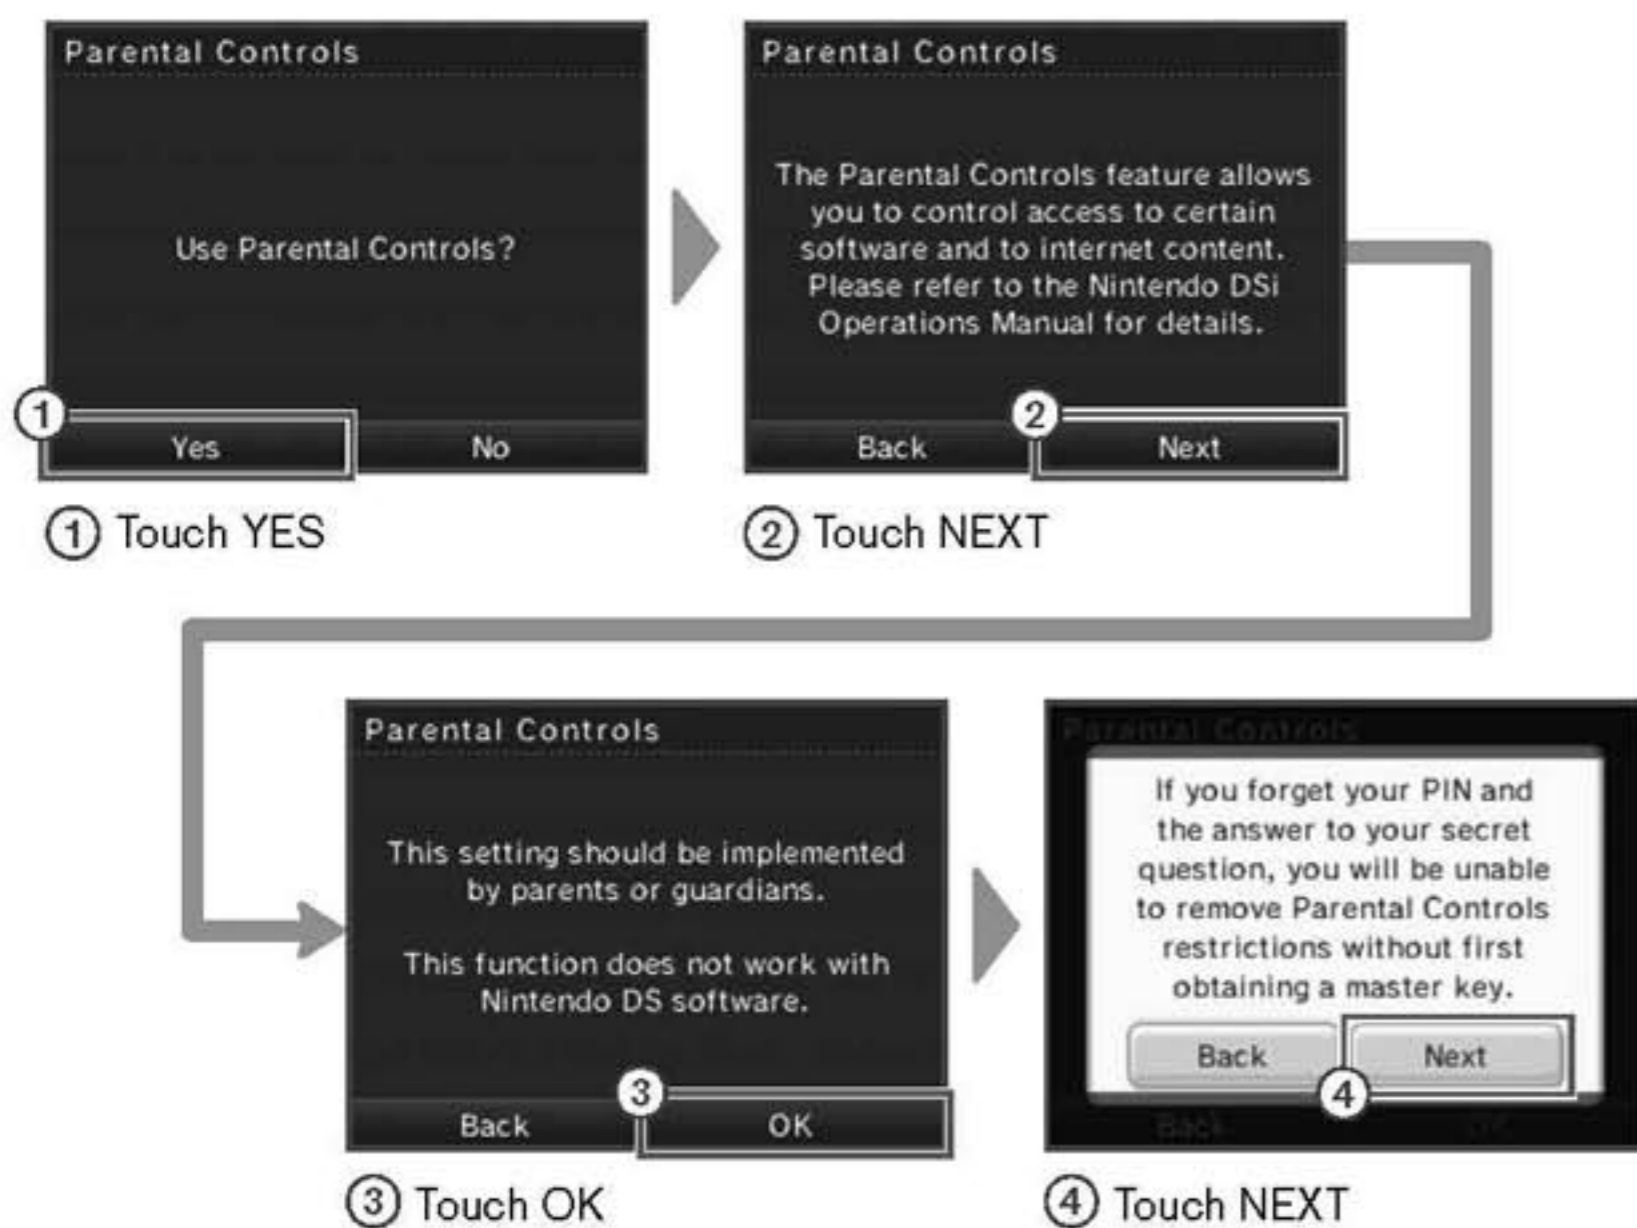 Parental Controls
Use Parental Controls?
1
Yes
No
1 Touch YES
Parental Controls
The Parental Controls feature allows
you to control access to certain
software and to internet content.
Please refer to the Nintendo DSi
Operations Manual for details.
2
Back
Next
2 Touch NEXT
Parental Controls
This setting should be implemented
by parents or guardians.
This function does not work with
Nintendo DS software.
3
Back
OK
3 Touch OK
Parental Controls
If you forget your PIN and
the answer to your secret
question, you will be unable
to remove Parental Controls
restrictions without first
obtaining a master key.
Back
Next
4
Back
OK
4 Touch NEXT